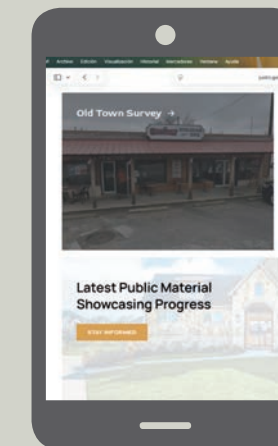 Archivo Edición Visualización Historial Marcadores Ventana Ayuda
Old Town Survey →
Latest Public Material
Showcasing Progress
STAY INFORMED